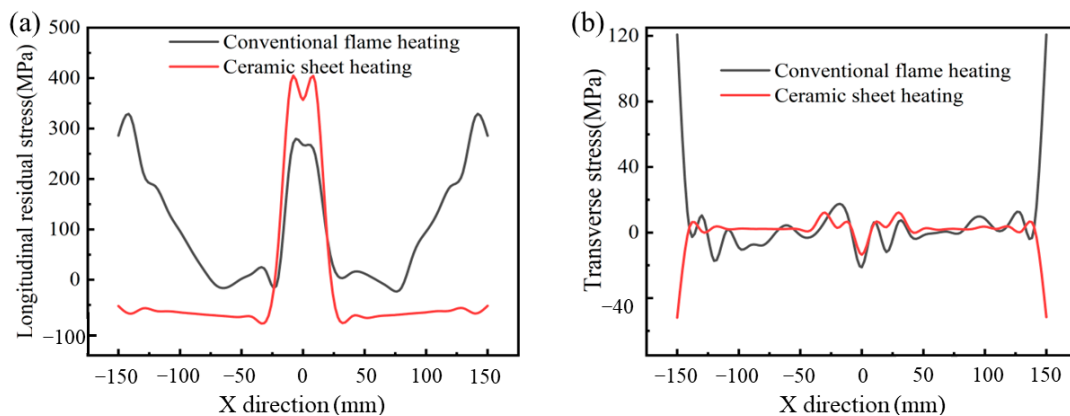 (a)
500
400
300
200
100
0
−100
Longitudinal residual stress(MPa)
Conventional flame heating
Ceramic sheet heating
−150
−100
−50
0
50
100
150
X direction (mm)
(b)
120
80
40
0
−40
Transverse stress(MPa)
Conventional flame heating
Ceramic sheet heating
−150
−100
−50
0
50
100
150
X direction (mm)